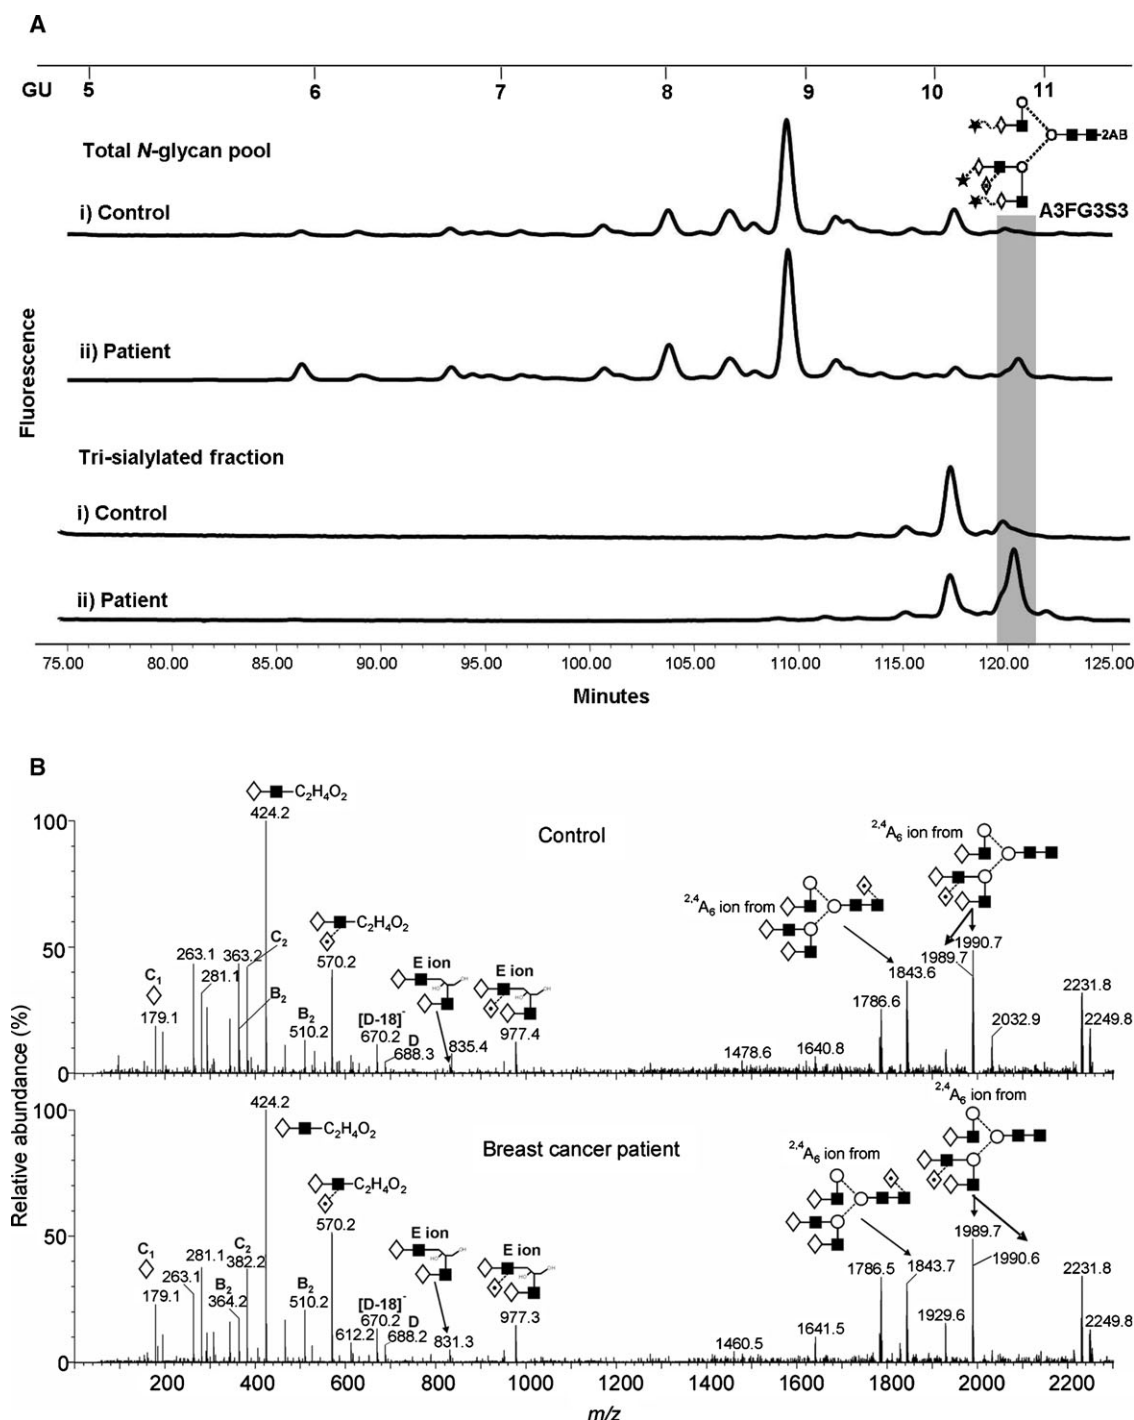 A
GU 5 6 7 8 9 10 11
Total N-glycan pool
2AB
i) Control
A3FG3S3
ii) Patient
Fluorescence
Tri-sialylated fraction
i) Control
ii) Patient
75.00 80.00 85.00 90.00 95.00 100.00 105.00 110.00 115.00 120.00 125.00
Minutes
B
C₂H₄O₂
424.2
100
Control
²,⁴A₆ ion from
C₂H₄O₂
²,⁴A₆ ion from
C₂
50
263.1
363.2
570.2
E ion
E ion
1990.7
C₁
281.1
1989.7
1843.6
B₂
179.1
B₂
[D-18]⁻
977.4
1786.6
2231.8
510.2
670.2
D
835.4
2032.9
2249.8
688.3
1478.6
1640.8
0
Relative abundance (%)
²,⁴A₆ ion from
424.2
100
C₂H₄O₂
Breast cancer patient
²,⁴A₆ ion from
C₂H₄O₂
570.2
E ion
E ion
50
C₁
281.1
C₂
382.2
1989.7
263.1
1786.5
1843.7
1990.6
2231.8
179.1
B₂
364.2
B₂
510.2
[D-18]⁻
670.2
D
977.3
612.2
688.2
831.3
1460.5
1641.5
1929.6
2249.8
0
200 400 600 800 1000 1200 1400 1600 1800 2000 2200
m/z